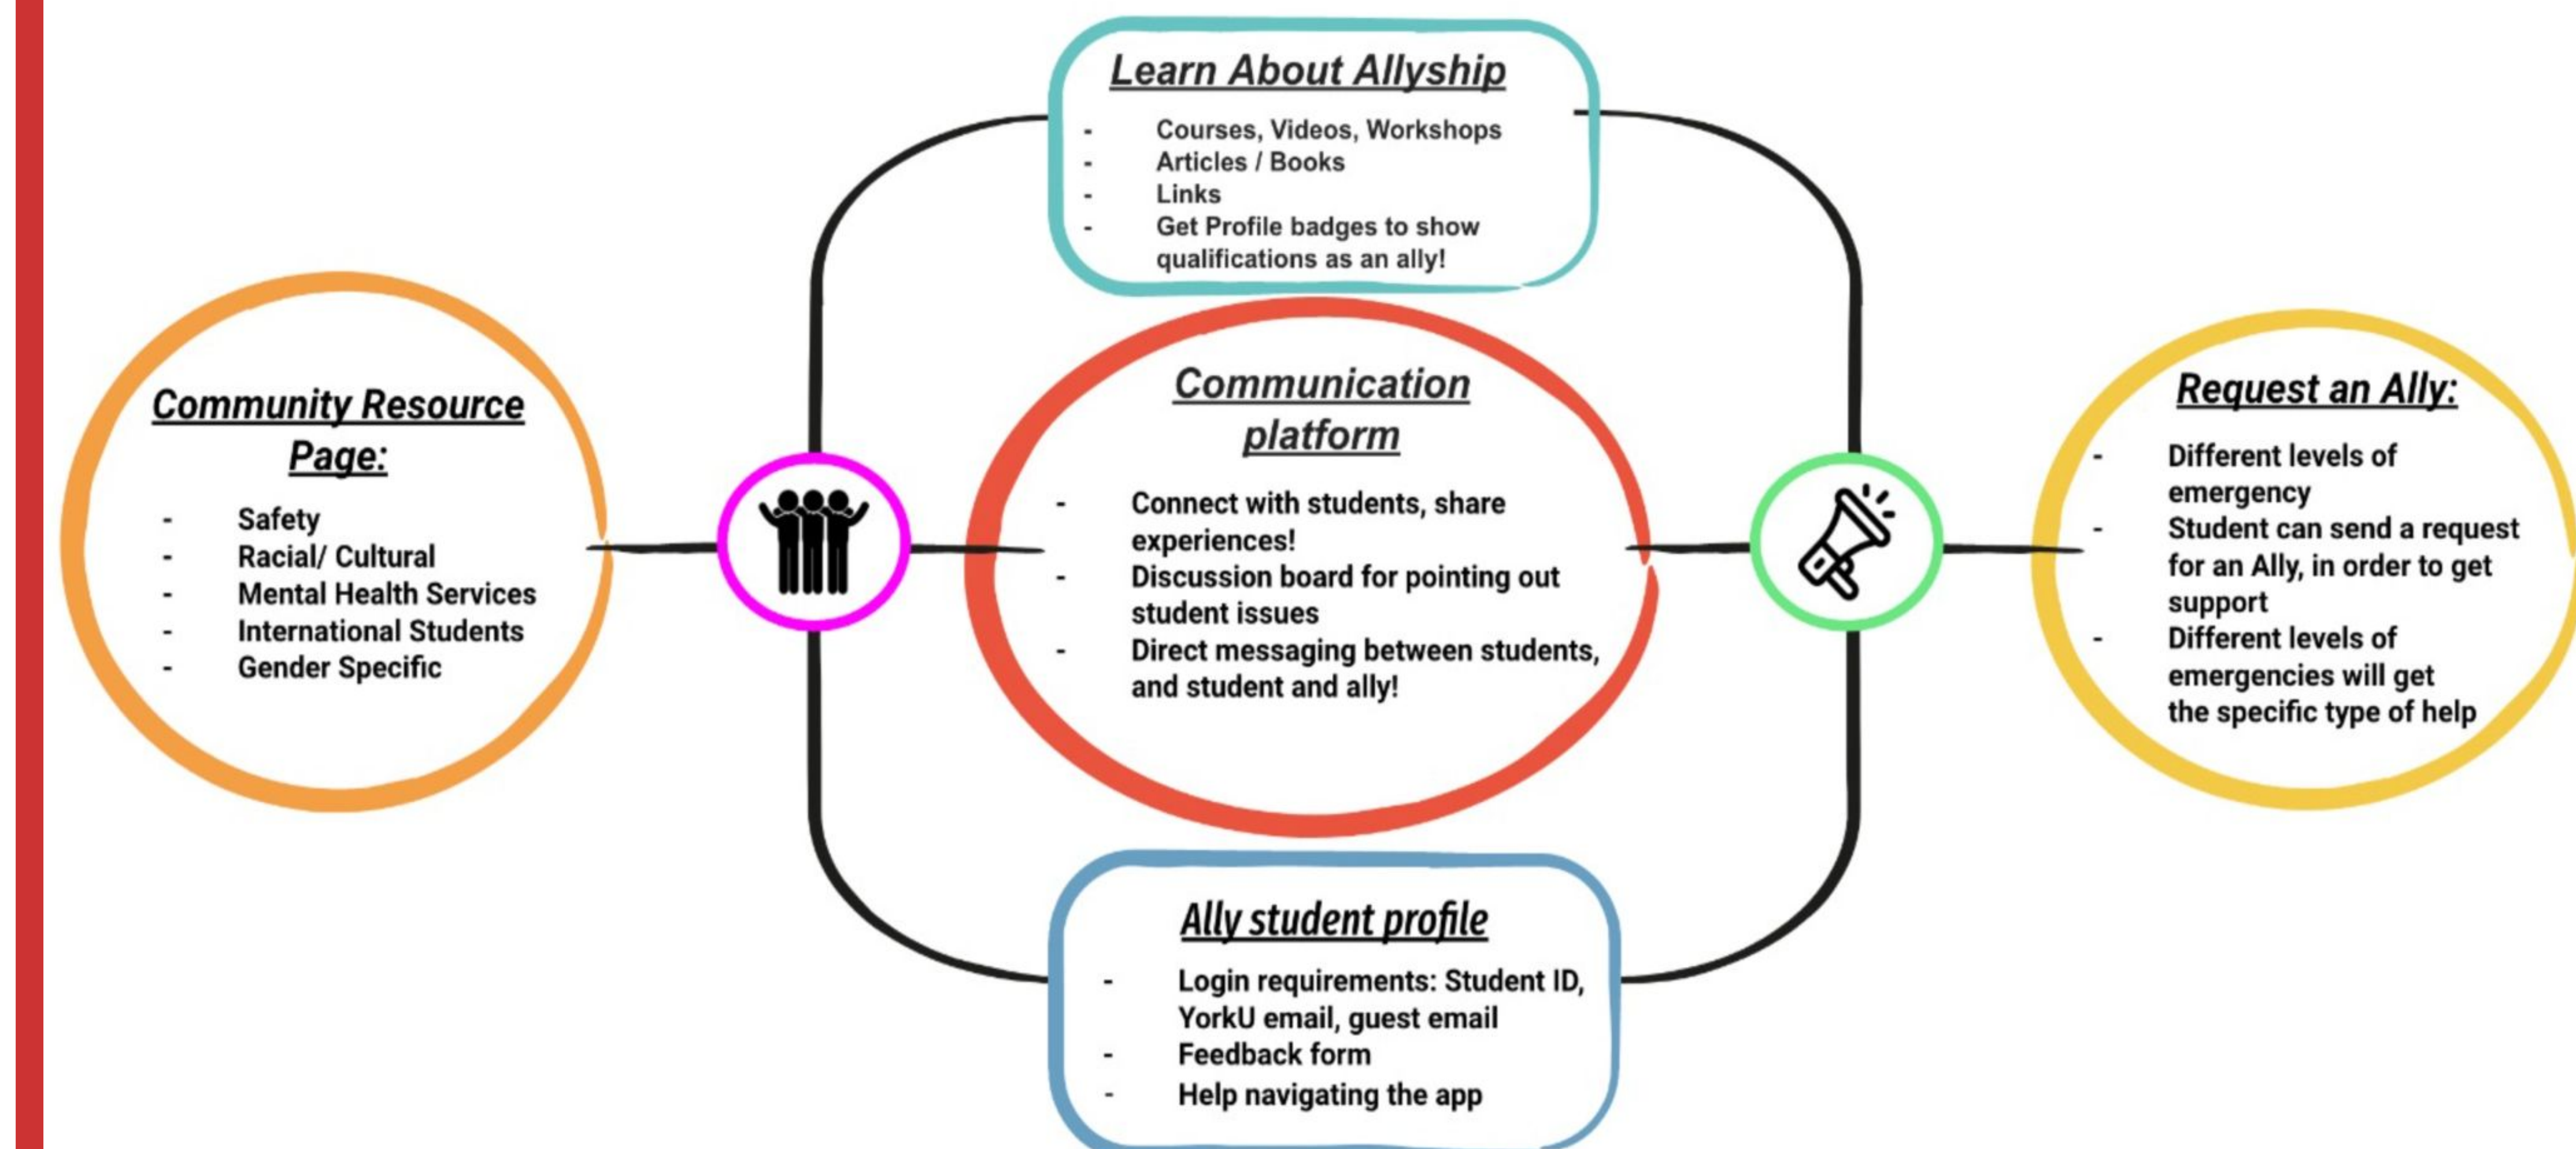 Learn About Allyship
- Courses, Videos, Workshops
- Articles / Books
- Links
- Get Profile badges to show
qualifications as an ally!
Community Resource
Page:
- Safety
- Racial/ Cultural
- Mental Health Services
- International Students
- Gender Specific
Communication
platform
- Connect with students, share
experiences!
- Discussion board for pointing out
student issues
- Direct messaging between students,
and student and ally!
Request an Ally:
- Different levels of
emergency
- Student can send a request
for an Ally, in order to get
support
- Different levels of
emergencies will get
the specific type of help
Ally student profile
- Login requirements: Student ID,
YorkU email, guest email
- Feedback form
- Help navigating the app